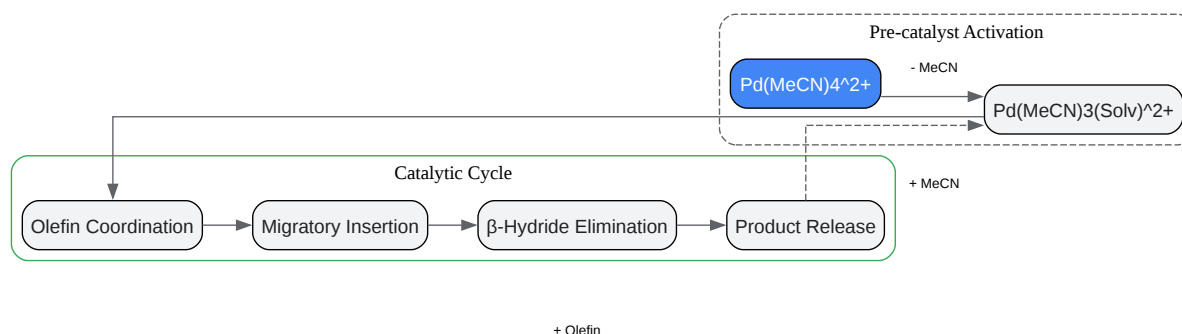 Pre-catalyst Activation
- MeCN
Pd(MeCN)4^2+
Pd(MeCN)3(Solv)^2+
Catalytic Cycle
+ MeCN
Olefin Coordination
Migratory Insertion
β-Hydride Elimination
Product Release
+ Olefin